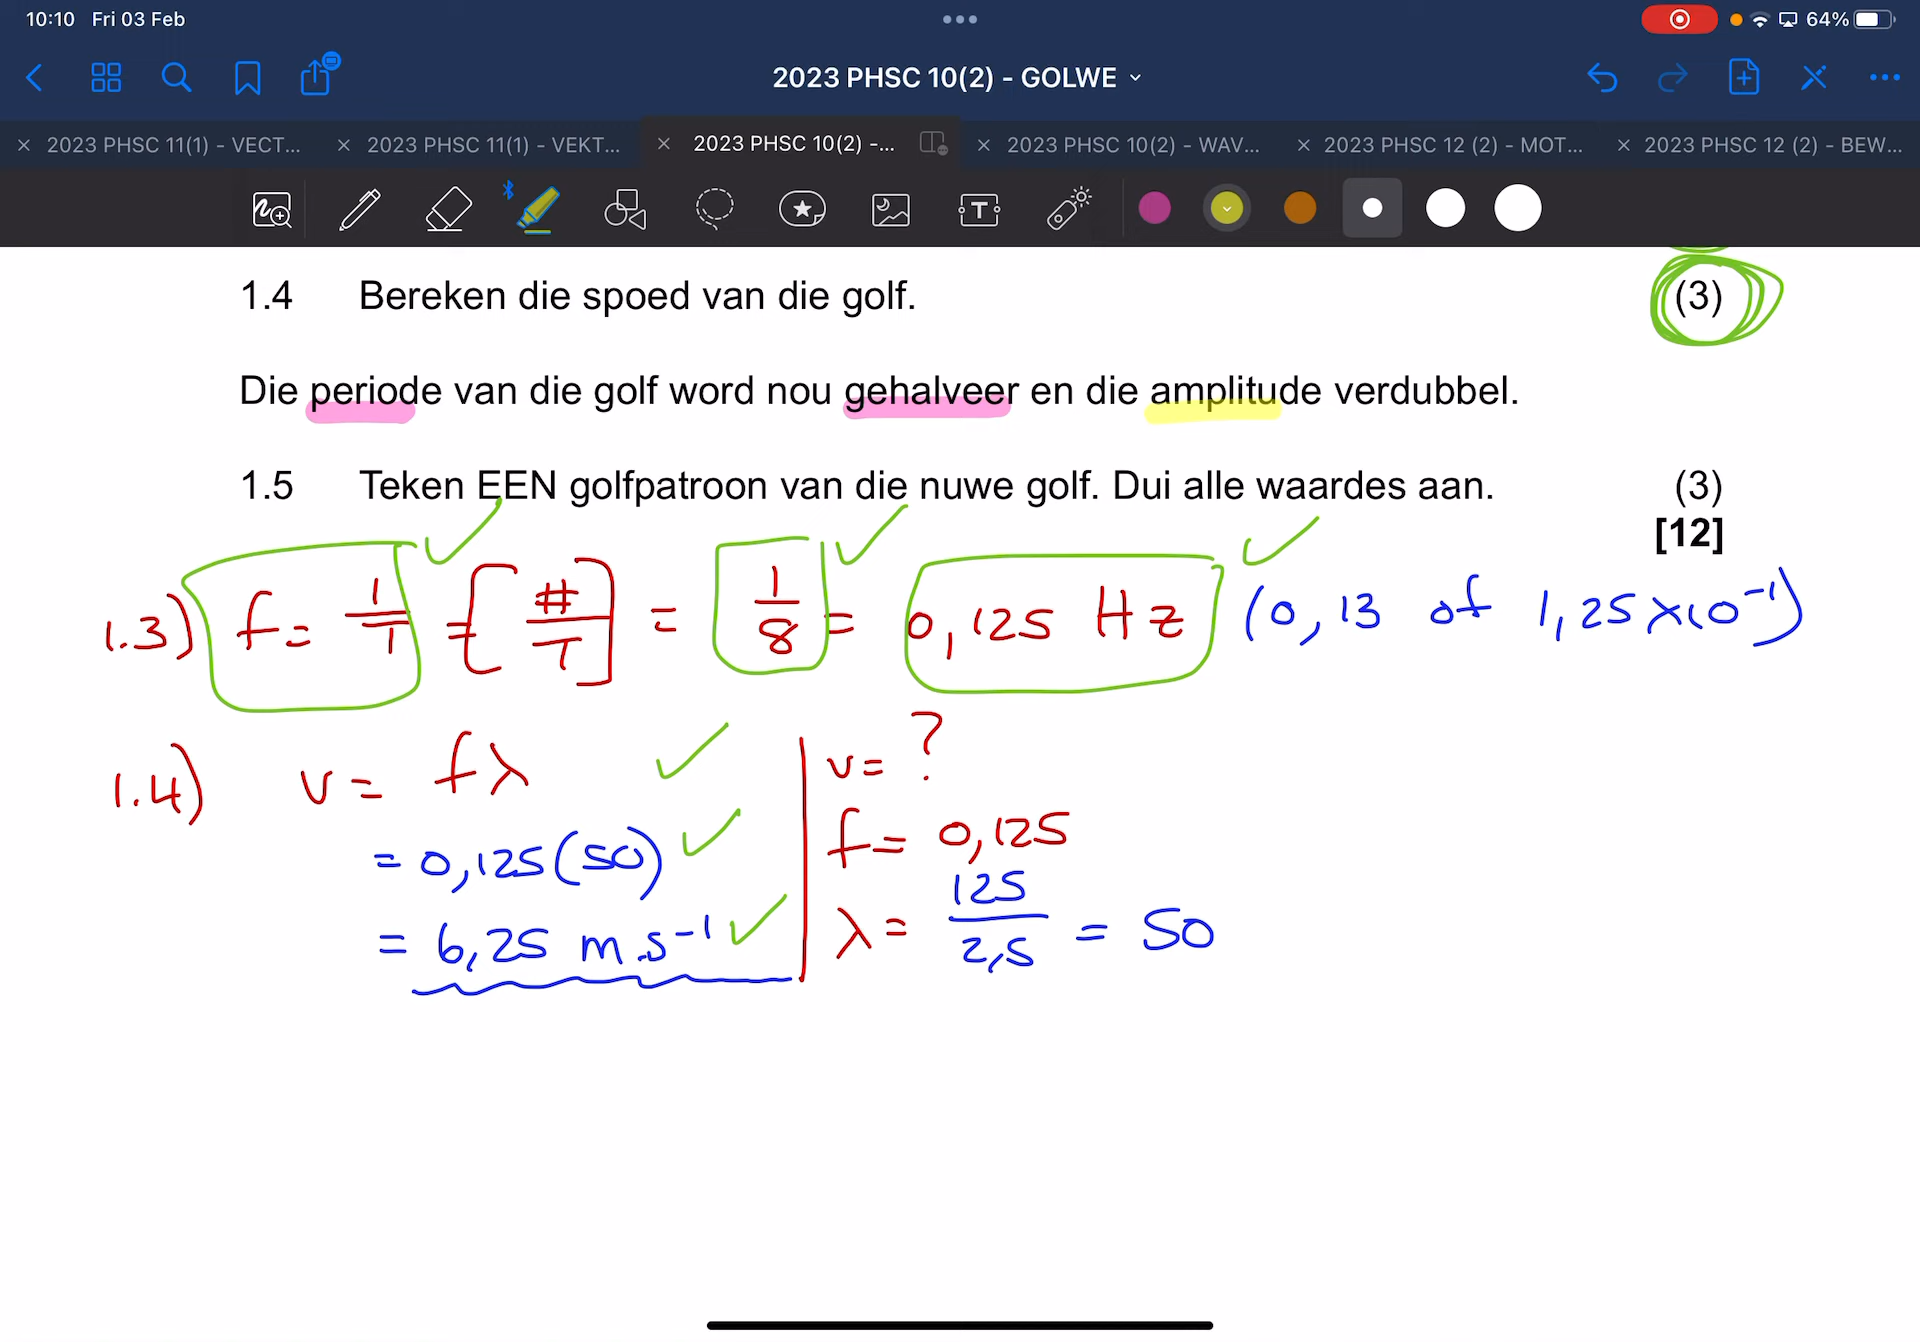 10:10 Fri 03 Feb
64%
2023 PHSC 10(2) - GOLWE
2023 PHSC 11(1) - VECT...
2023 PHSC 11(1) - VEKT...
2023 PHSC 10(2) -...
2023 PHSC 10(2) - WAV...
2023 PHSC 12 (2) - MOT...
2023 PHSC 12 (2) - BEW...
T
1.4 Bereken die spoed van die golf. (3)
Die periode van die golf word nou gehalveer en die amplitude verdubbel.
1.5 Teken EEN golfpatroon van die nuwe golf. Dui alle waardes aan. (3)
[12]
1.3) f = 1/T = [#/T] = 1/8 = 0,125 Hz (0,13 of 1,25×10⁻¹)
1.4) v = fλ
= 0,125(50)
= 6,25 m.s⁻¹
v = ?
f = 0,125
λ = 125/2,5 = 50